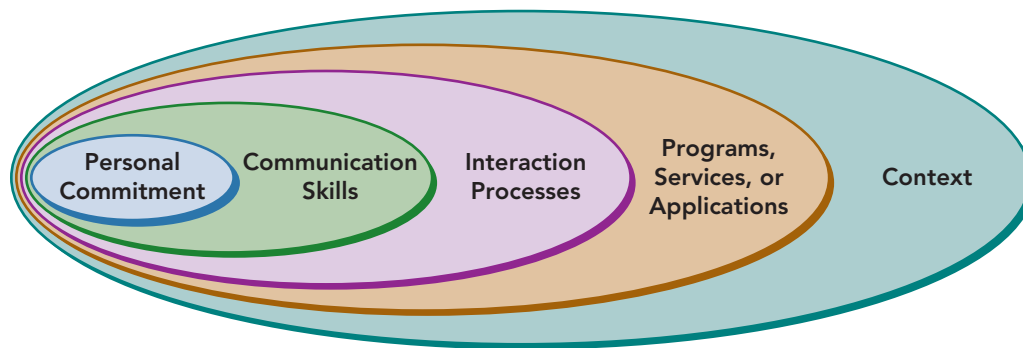 Personal
Commitment
Communication
Skills
Interaction
Processes
Programs,
Services, or
Applications
Context